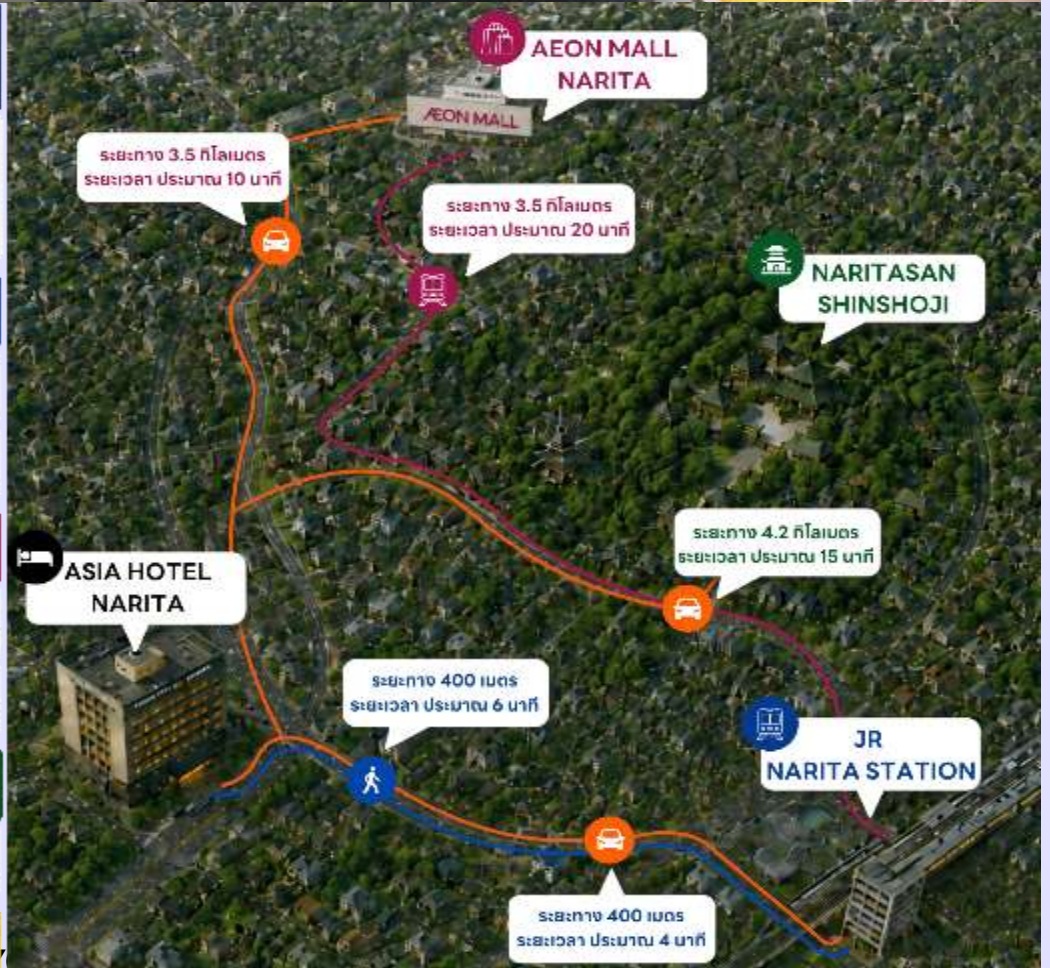 AEON MALL
NARITA
ÆON MALL
ระยะทาง 3.5 กิโลเมตร
ระยะเวลา ประมาณ 10 นาที
ระยะทาง 3.5 กิโลเมตร
ระยะเวลา ประมาณ 20 นาที
NARITASAN
SHINSHOJI
ระยะทาง 4.2 กิโลเมตร
ระยะเวลา ประมาณ 15 นาที
ASIA HOTEL
NARITA
ระยะทาง 400 เมตร
ระยะเวลา ประมาณ 6 นาที
JR
NARITA STATION
ระยะทาง 400 เมตร
ระยะเวลา ประมาณ 4 นาที